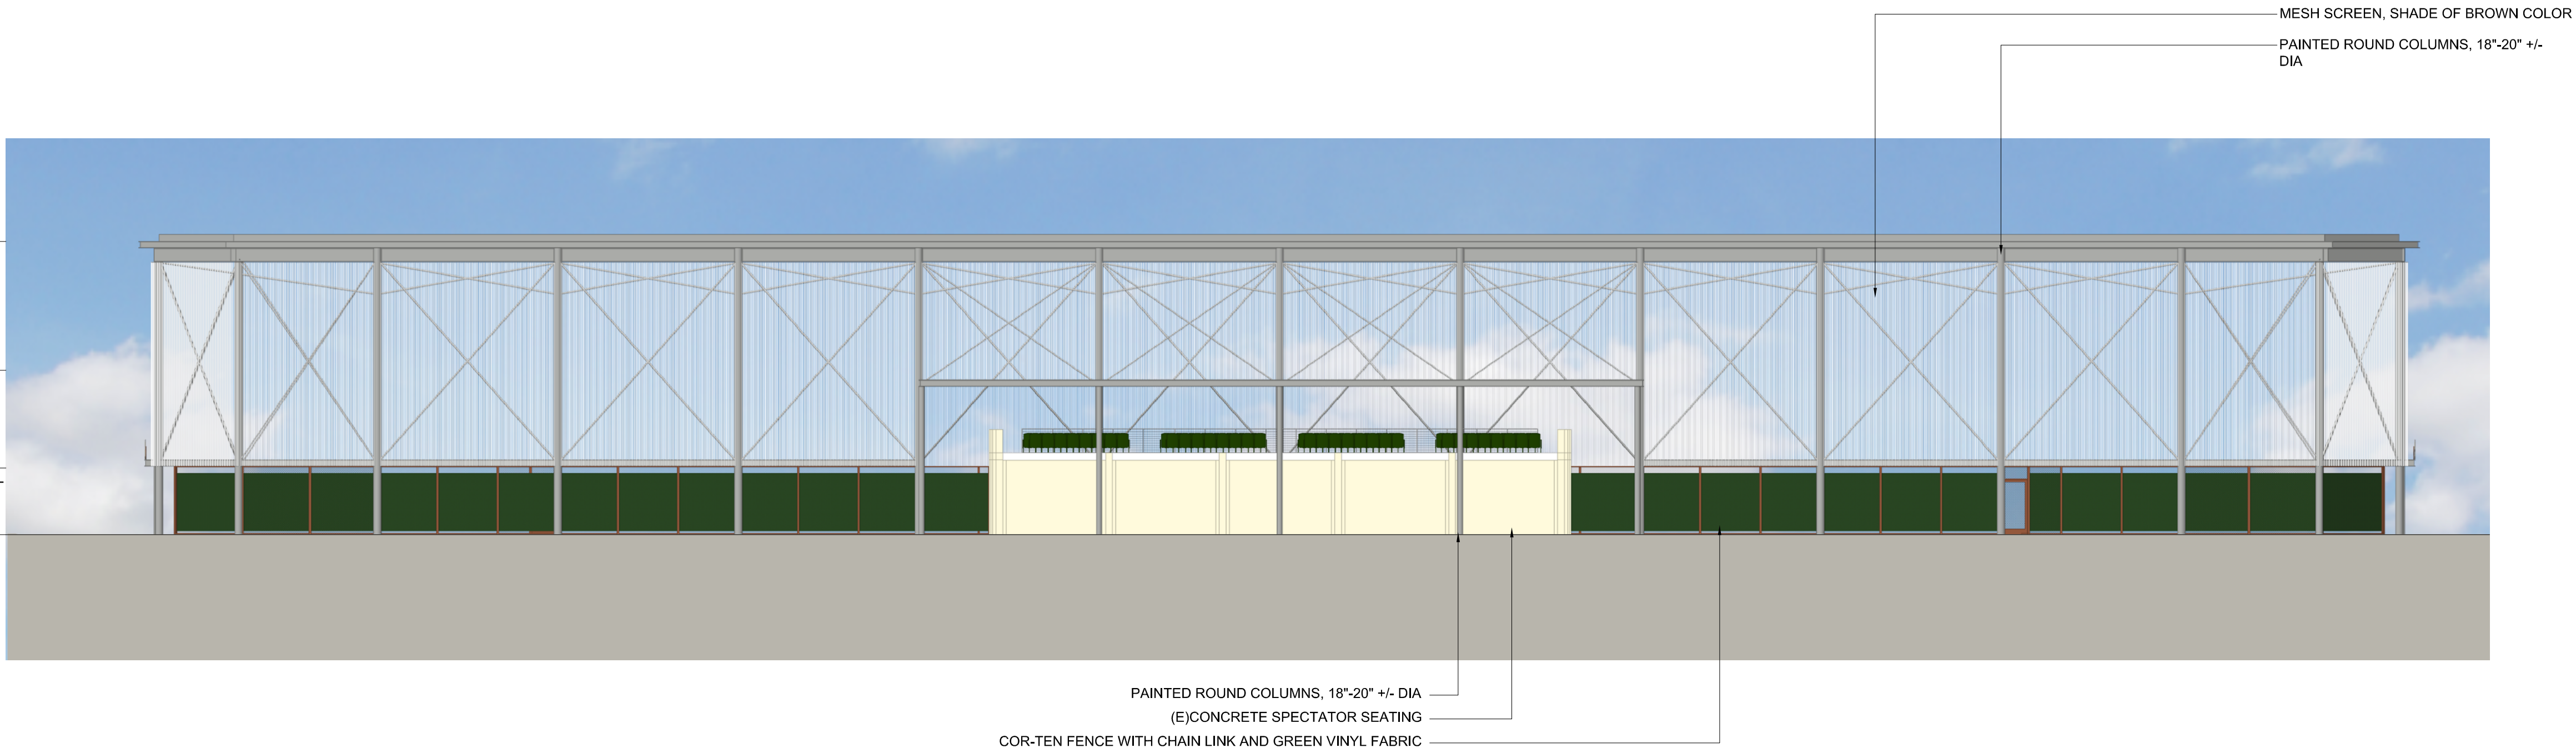 MESH SCREEN, SHADE OF BROWN COLOR
PAINTED ROUND COLUMNS, 18"-20" +/-
DIA
PAINTED ROUND COLUMNS, 18"-20" +/- DIA
(E)CONCRETE SPECTATOR SEATING
COR-TEN FENCE WITH CHAIN LINK AND GREEN VINYL FABRIC